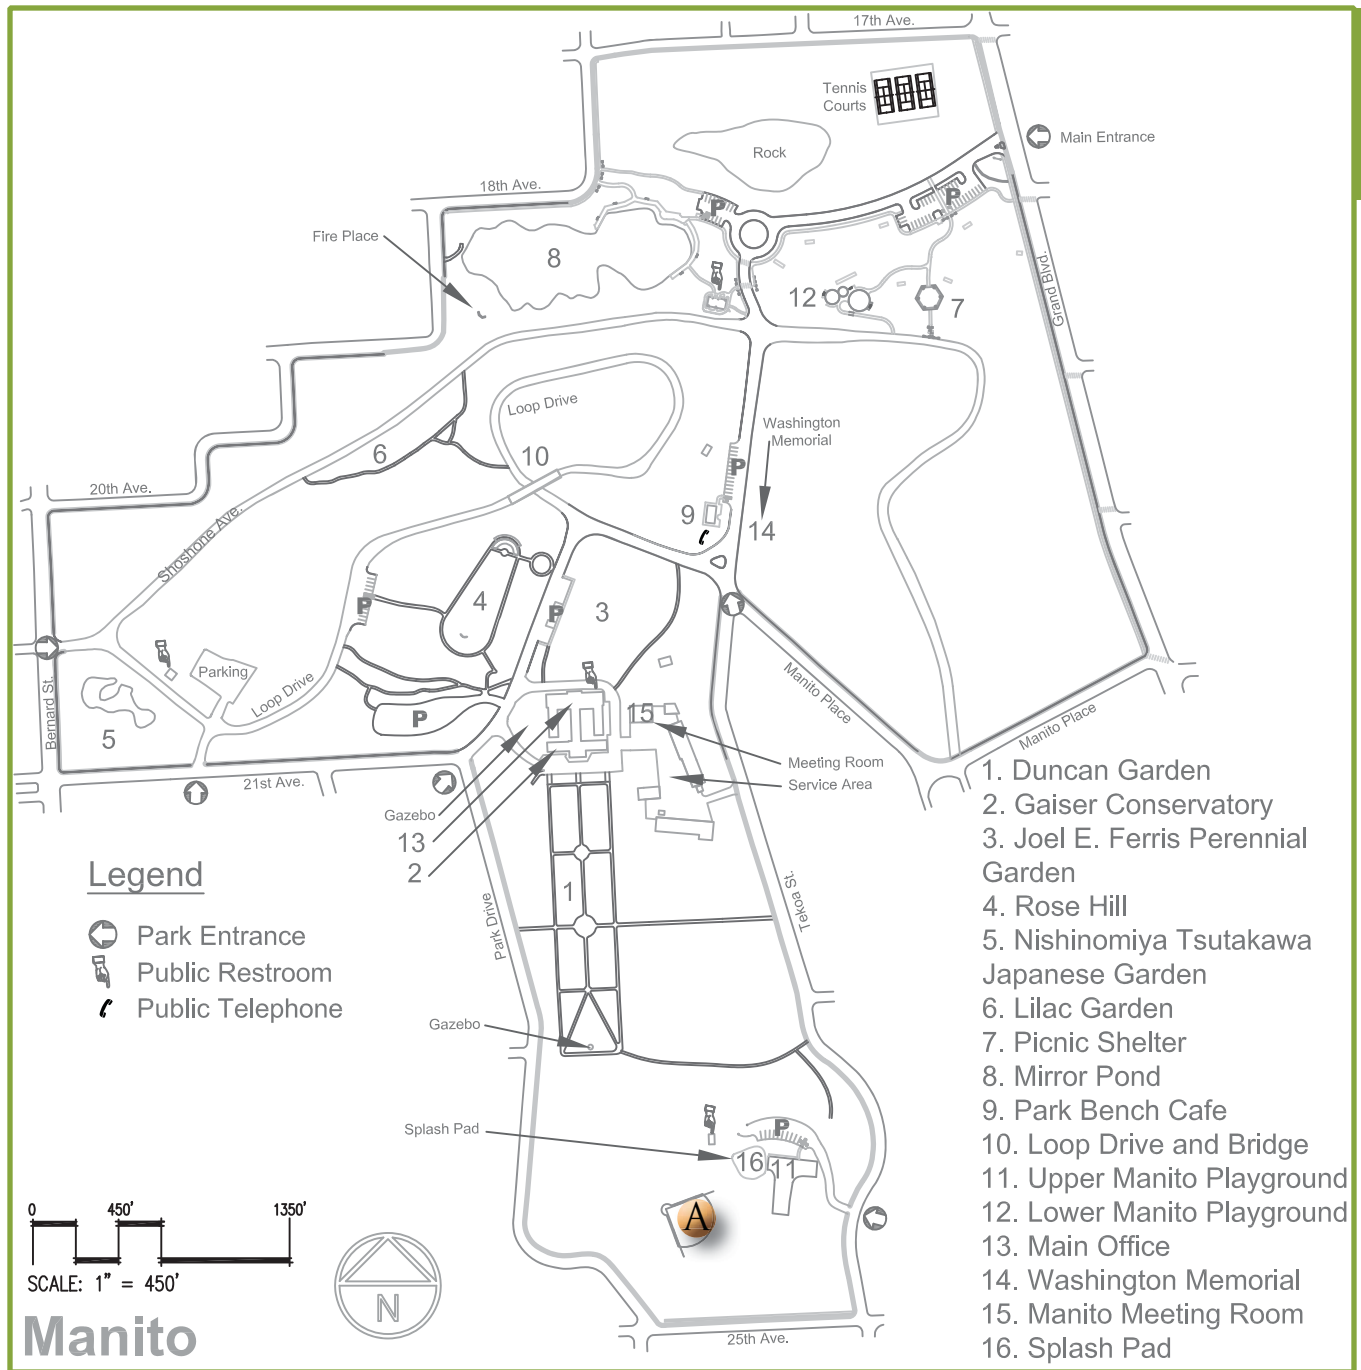 17th Ave.
Tennis
Courts
Main Entrance
Rock
P
P
18th Ave.
Fire Place
8
12
7
Grand Blvd.
Loop Drive
Washington
Memorial
6
10
P
20th Ave.
9
14
Shoshone Ave.
4
P
P
3
Parking
Loop Drive
Bernard St.
5
P
15
Manito Place
Manito Place
Meeting Room
Service Area
21st Ave.
Gazebo
13
2
1
Park Drive
Tekoa St.
Gazebo
Splash Pad
P
16
11
A
25th Ave.
Legend
Park Entrance
Public Restroom
Public Telephone
1. Duncan Garden
2. Gaiser Conservatory
3. Joel E. Ferris Perennial
Garden
4. Rose Hill
5. Nishinomiya Tsutakawa
Japanese Garden
6. Lilac Garden
7. Picnic Shelter
8. Mirror Pond
9. Park Bench Cafe
10. Loop Drive and Bridge
11. Upper Manito Playground
12. Lower Manito Playground
13. Main Office
14. Washington Memorial
15. Manito Meeting Room
16. Splash Pad
0 450' 1350'
SCALE: 1" = 450'
N
Manito